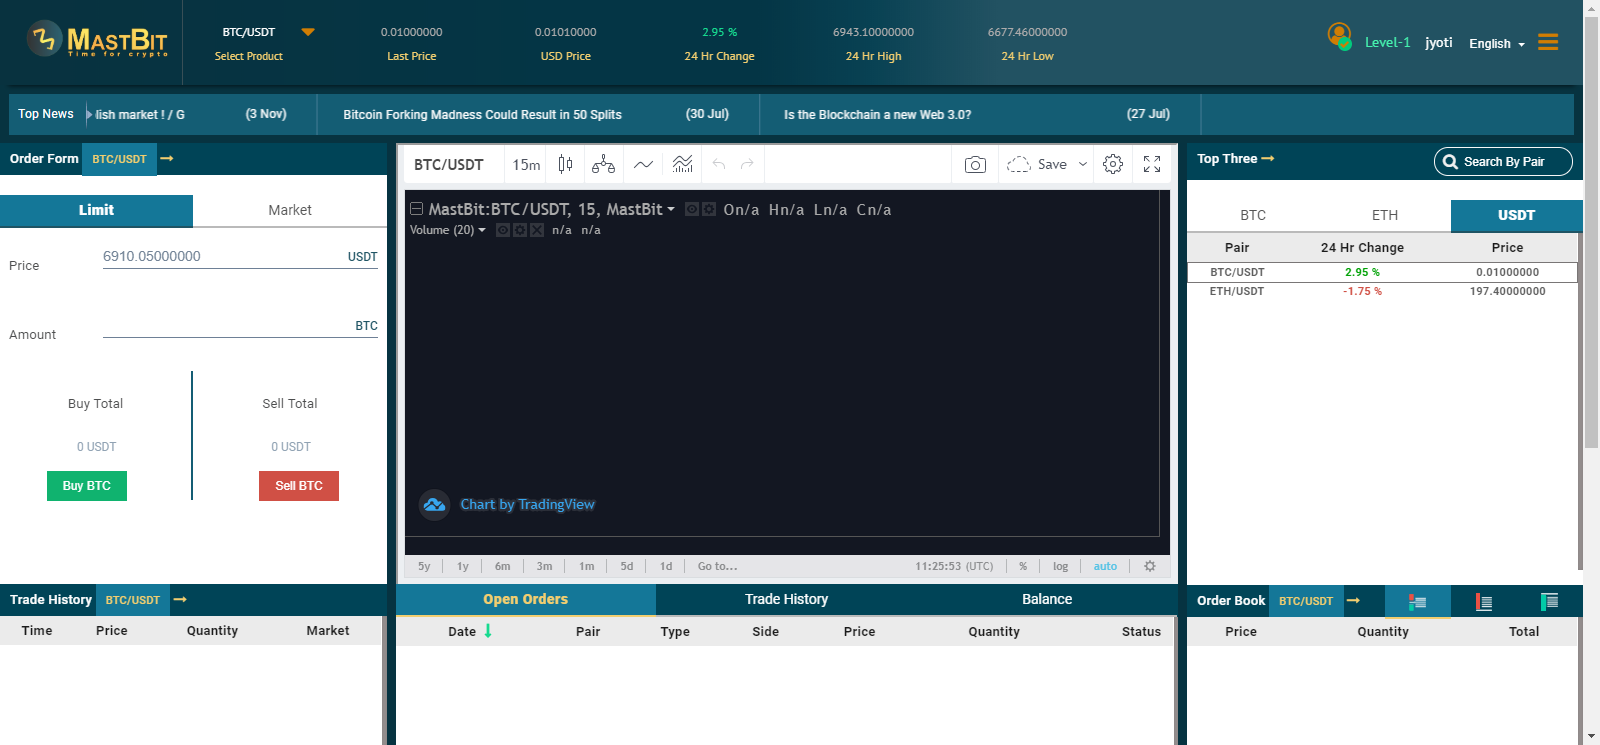 MASTBIT
Time for crypto
BTC/USDT
Select Product
0.01000000
Last Price
0.01010000
USD Price
2.95 %
24 Hr Change
6943.10000000
24 Hr High
6677.46000000
24 Hr Low
Level-1 jyoti English
Top News lish market ! / G (3 Nov) Bitcoin Forking Madness Could Result in 50 Splits (30 Jul) Is the Blockchain a new Web 3.0? (27 Jul)
Order Form BTC/USDT
Limit Market
Price 6910.05000000 USDT
Amount BTC
Buy Total Sell Total
0 USDT 0 USDT
Buy BTC Sell BTC
BTC/USDT 15m Save
MastBit:BTC/USDT, 15, MastBit On/a Hn/a Ln/a Cn/a
Volume (20) n/a n/a
Chart by TradingView
5y 1y 6m 3m 1m 5d 1d Go to... 11:25:53 (UTC) % log auto
Top Three Search By Pair
BTC ETH USDT
Pair 24 Hr Change Price
BTC/USDT 2.95 % 0.01000000
ETH/USDT -1.75 % 197.40000000
Trade History BTC/USDT
Time Price Quantity Market
Open Orders Trade History Balance
Date Pair Type Side Price Quantity Status
Order Book BTC/USDT
Price Quantity Total